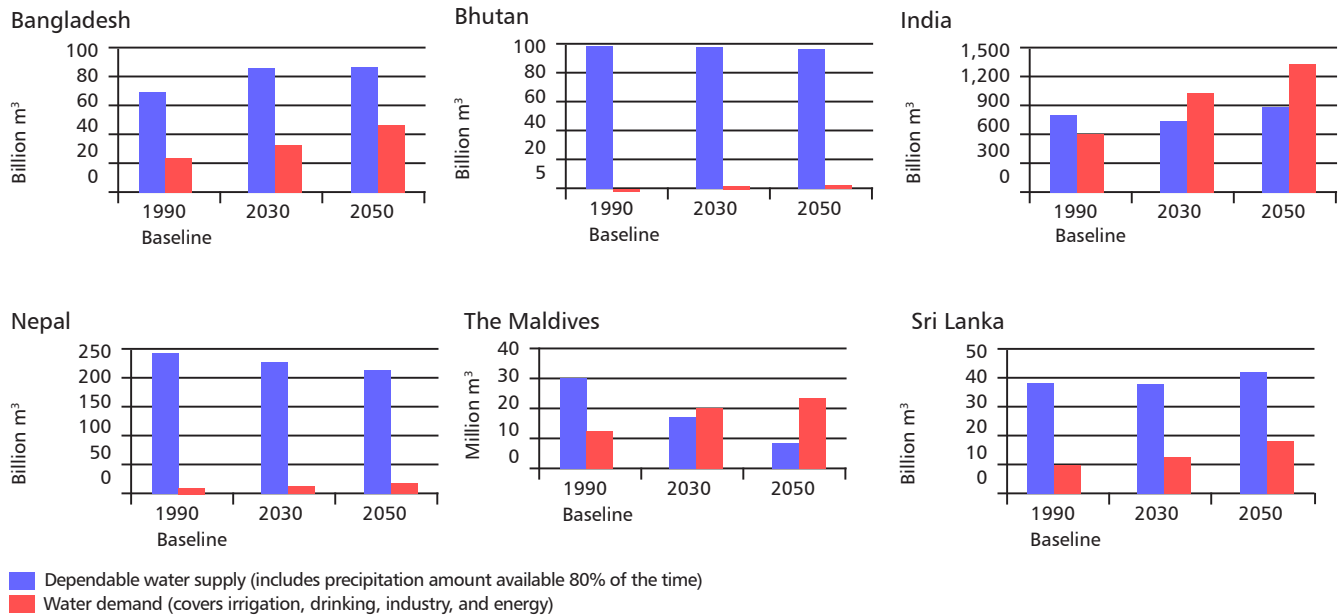 Bangladesh
100
80
60
40
20
0
Billion m³
1990
2030
2050
Baseline
Bhutan
100
80
60
40
20
5
Billion m³
1990
2030
2050
Baseline
India
1,500
1,200
900
600
300
0
Billion m³
1990
2030
2050
Baseline
Nepal
250
200
150
100
50
0
Billion m³
1990
2030
2050
Baseline
The Maldives
40
30
20
10
0
Million m³
1990
2030
2050
Baseline
Sri Lanka
50
40
30
20
10
0
Billion m³
1990
2030
2050
Baseline
Dependable water supply (includes precipitation amount available 80% of the time)
Water demand (covers irrigation, drinking, industry, and energy)